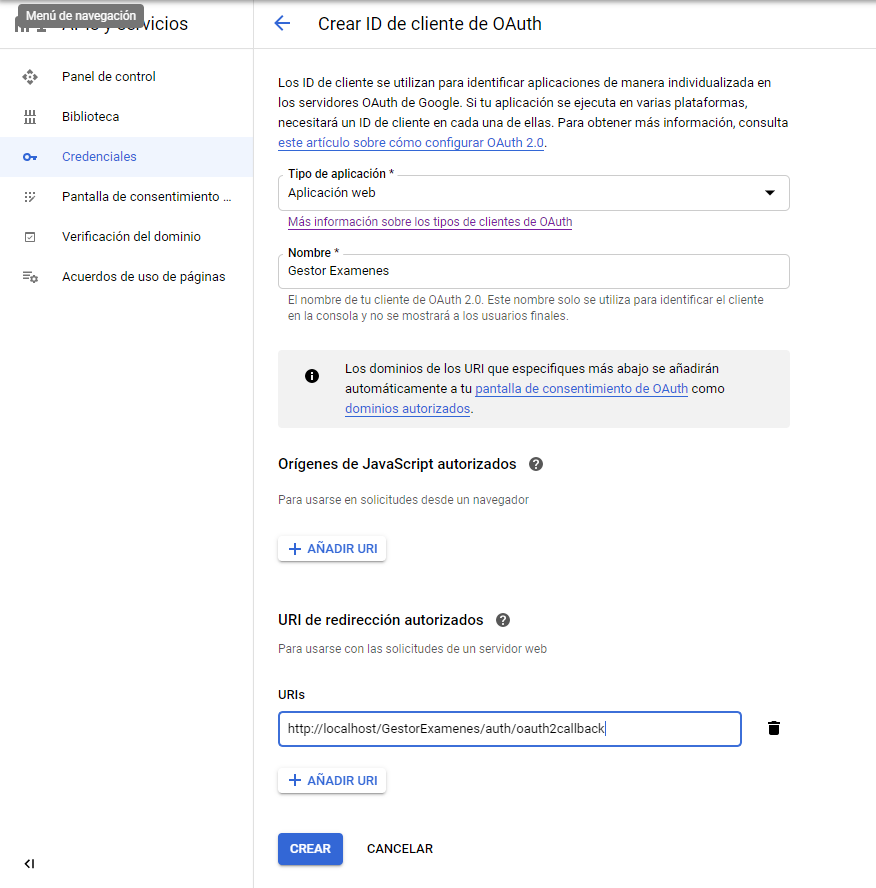 Menú de navegación
APIs y servicios
Crear ID de cliente de OAuth
Panel de control
Biblioteca
Credenciales
Pantalla de consentimiento ...
Verificación del dominio
Acuerdos de uso de páginas
Los ID de cliente se utilizan para identificar aplicaciones de manera individualizada en
los servidores OAuth de Google. Si tu aplicación se ejecuta en varias plataformas,
necesitará un ID de cliente en cada una de ellas. Para obtener más información, consulta
este artículo sobre cómo configurar OAuth 2.0.
Tipo de aplicación *
Aplicación web
Más información sobre los tipos de clientes de OAuth
Nombre *
Gestor Examenes
El nombre de tu cliente de OAuth 2.0. Este nombre solo se utiliza para identificar el cliente
en la consola y no se mostrará a los usuarios finales.
Los dominios de los URI que especifiques más abajo se añadirán
automáticamente a tu pantalla de consentimiento de OAuth como
dominios autorizados.
Orígenes de JavaScript autorizados
Para usarse en solicitudes desde un navegador
AÑADIR URI
URI de redirección autorizados
Para usarse con las solicitudes de un servidor web
URIs
http://localhost/GestorExamenes/auth/oauth2callback
AÑADIR URI
CREAR
CANCELAR